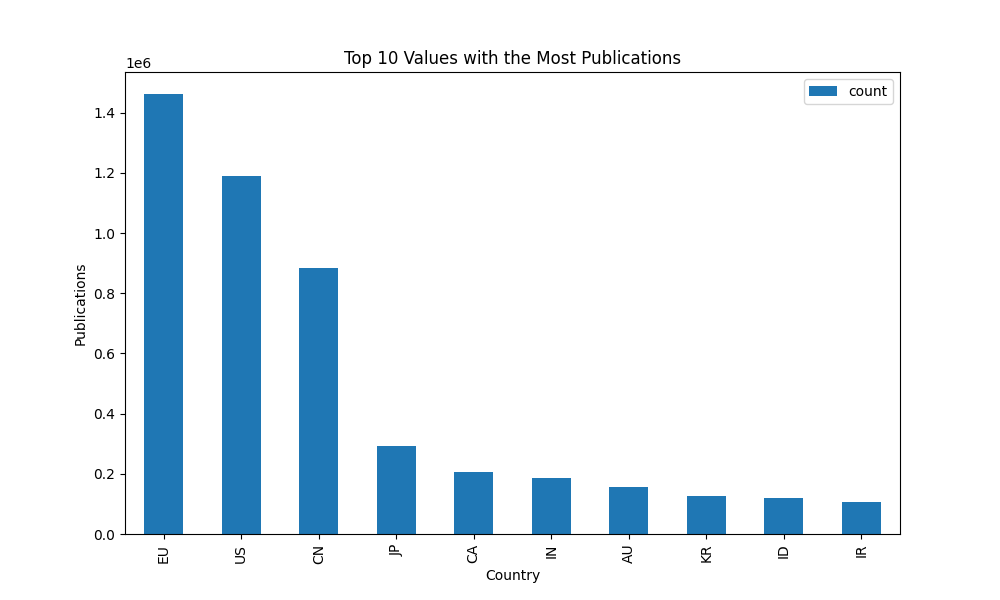 Top 10 Values with the Most Publications
1e6
count
1.4
1.2
1.0
0.8
0.6
0.4
0.2
0.0
Publications
EU US CN JP CA IN AU KR ID IR
Country